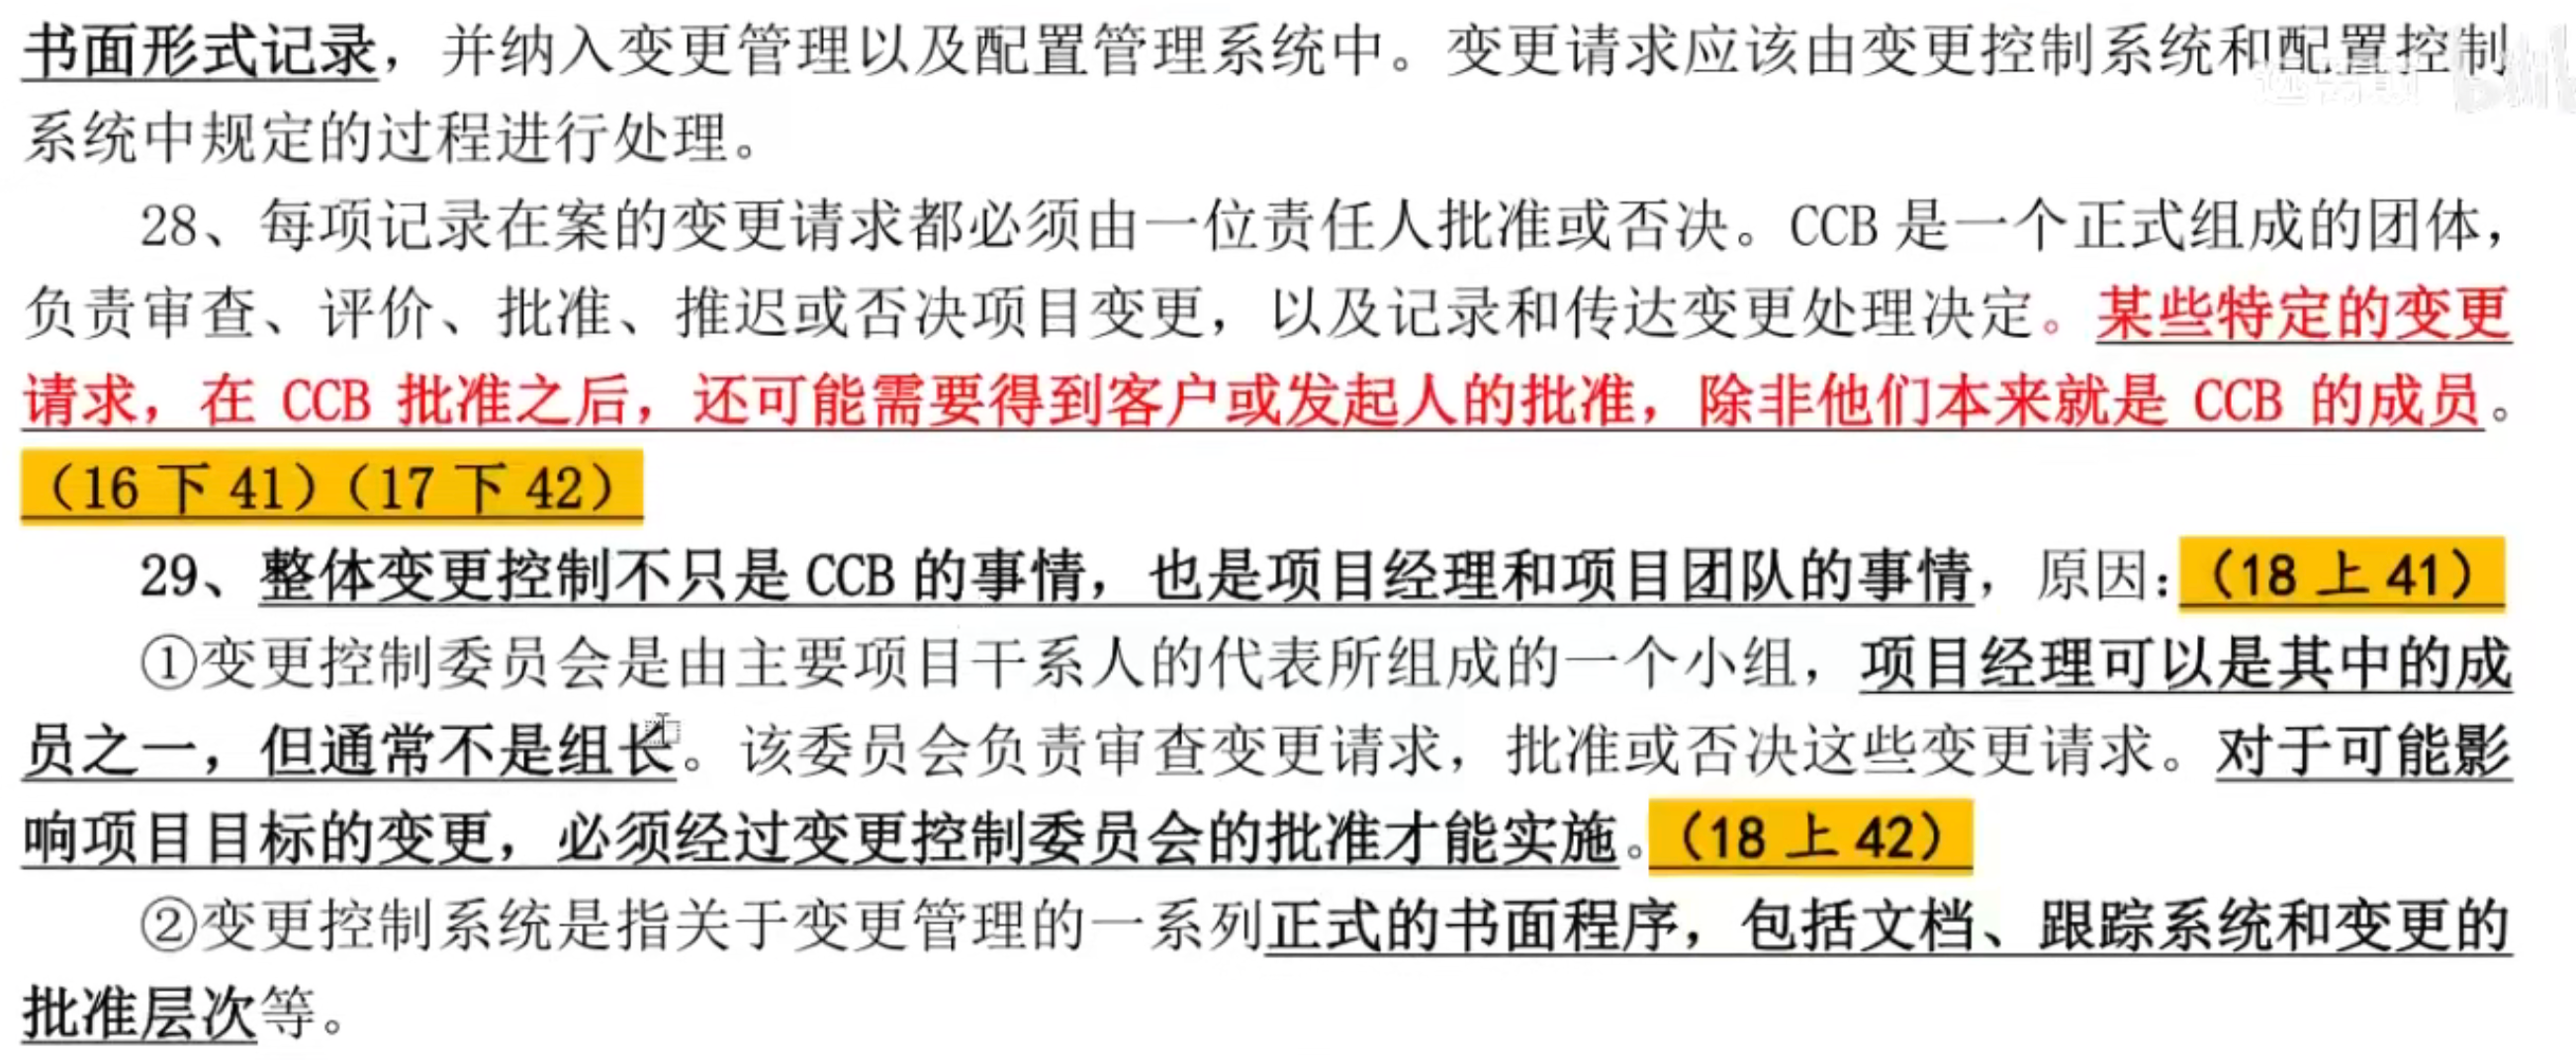 书面形式记录，并纳入变更管理以及配置管理系统中。变更请求应该由变更控制系统和配置控制
系统中规定的过程进行处理。
28、每项记录在案的变更请求都必须由一位责任人批准或否决。CCB 是一个正式组成的团体，
负责审查、评价、批准、推迟或否决项目变更，以及记录和传达变更处理决定。某些特定的变更
请求，在 CCB 批准之后，还可能需要得到客户或发起人的批准，除非他们本来就是 CCB 的成员。
（16 下 41）（17 下 42）
29、整体变更控制不只是 CCB 的事情，也是项目经理和项目团队的事情，原因：（18 上 41）
①变更控制委员会是由主要项目干系人的代表所组成的一个小组，项目经理可以是其中的成
员之一，但通常不是组长。该委员会负责审查变更请求，批准或否决这些变更请求。对于可能影
响项目目标的变更，必须经过变更控制委员会的批准才能实施。（18 上 42）
②变更控制系统是指关于变更管理的一系列正式的书面程序，包括文档、跟踪系统和变更的
批准层次等。